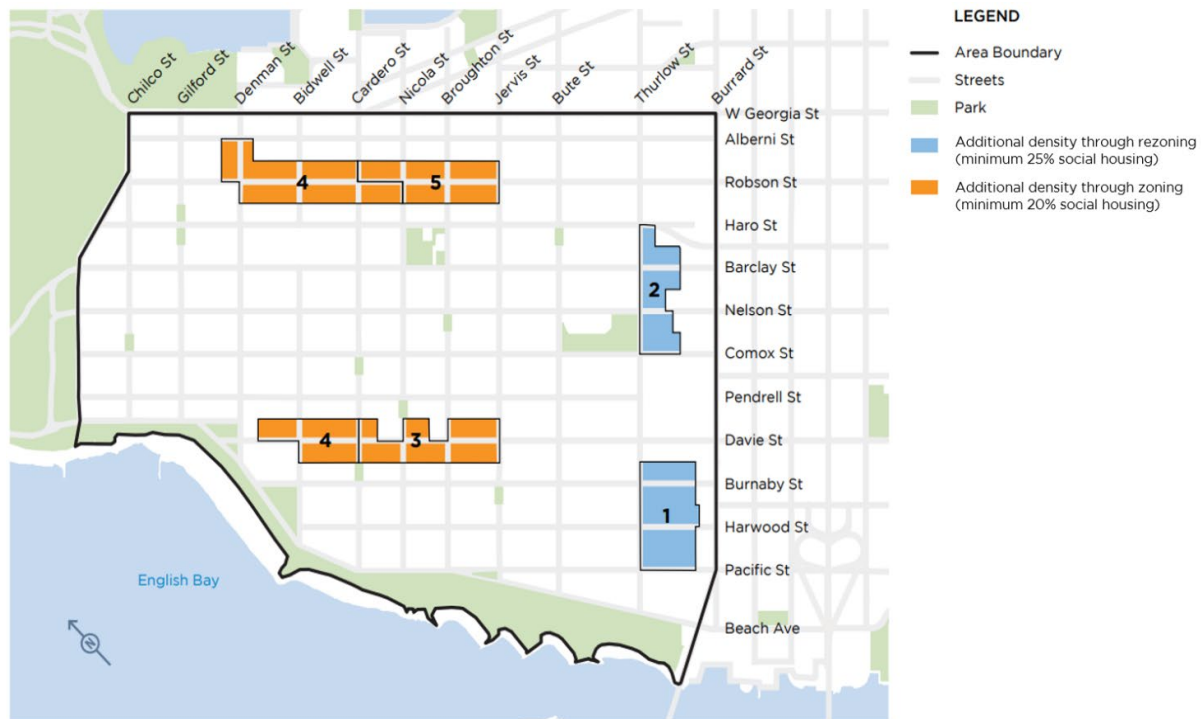 Chilco St
Gilford St
Denman St
Bidwell St
Cardero St
Nicola St
Broughton St
Jervis St
Bute St
Thurlow St
Burrard St
W Georgia St
Alberni St
Robson St
Haro St
Barclay St
Nelson St
Comox St
Pendrell St
Davie St
Burnaby St
Harwood St
Pacific St
Beach Ave
4
5
2
4
3
1
English Bay
N
LEGEND
Area Boundary
Streets
Park
Additional density through rezoning
(minimum 25% social housing)
Additional density through zoning
(minimum 20% social housing)